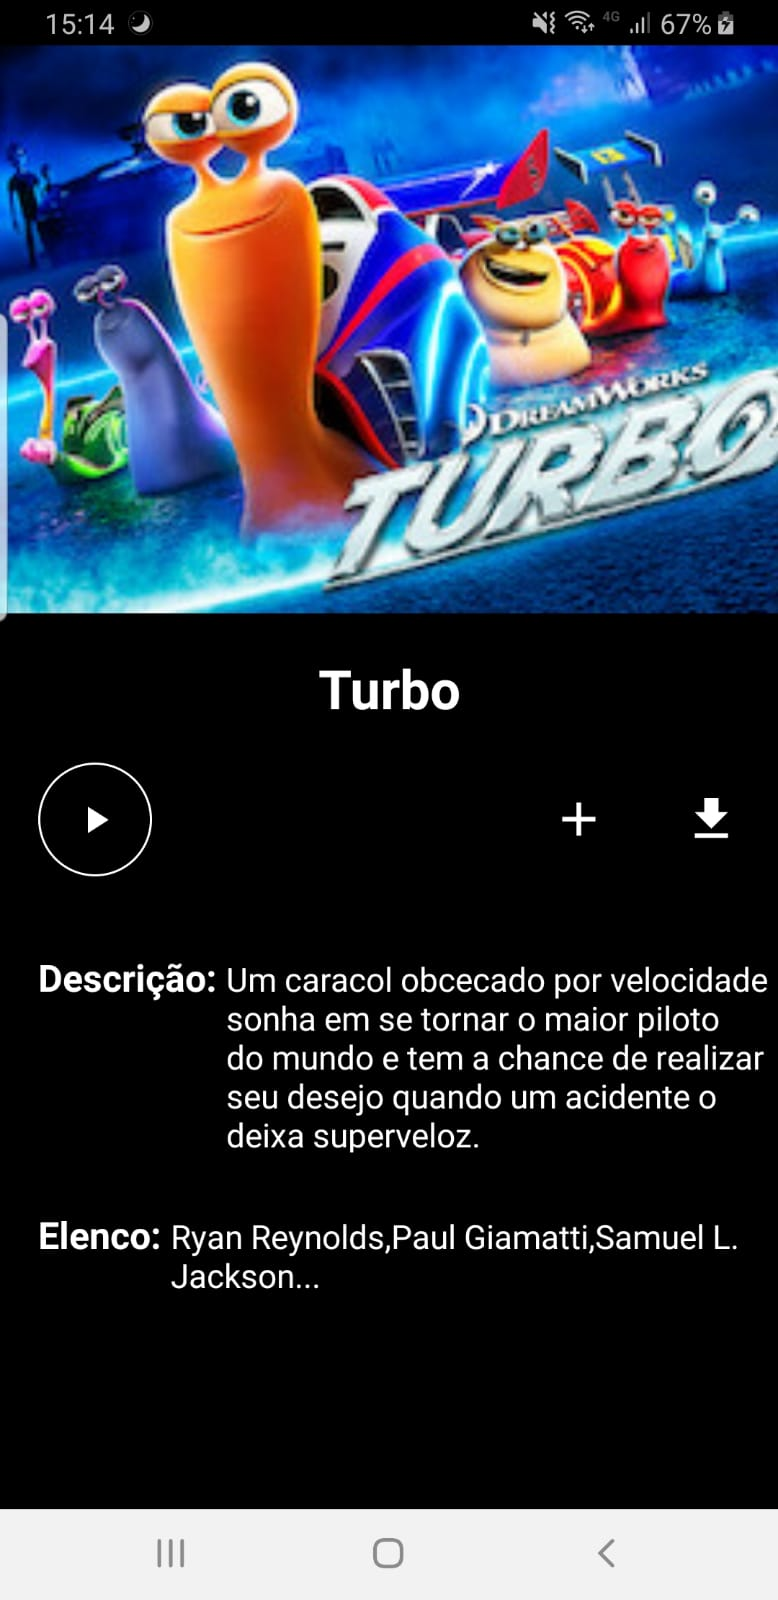 15:14
4G
67%
DREAMWORKS
TURBO
Turbo
Descrição: Um caracol obcecado por velocidade
sonha em se tornar o maior piloto
do mundo e tem a chance de realizar
seu desejo quando um acidente o
deixa superveloz.
Elenco: Ryan Reynolds,Paul Giamatti,Samuel L.
Jackson...